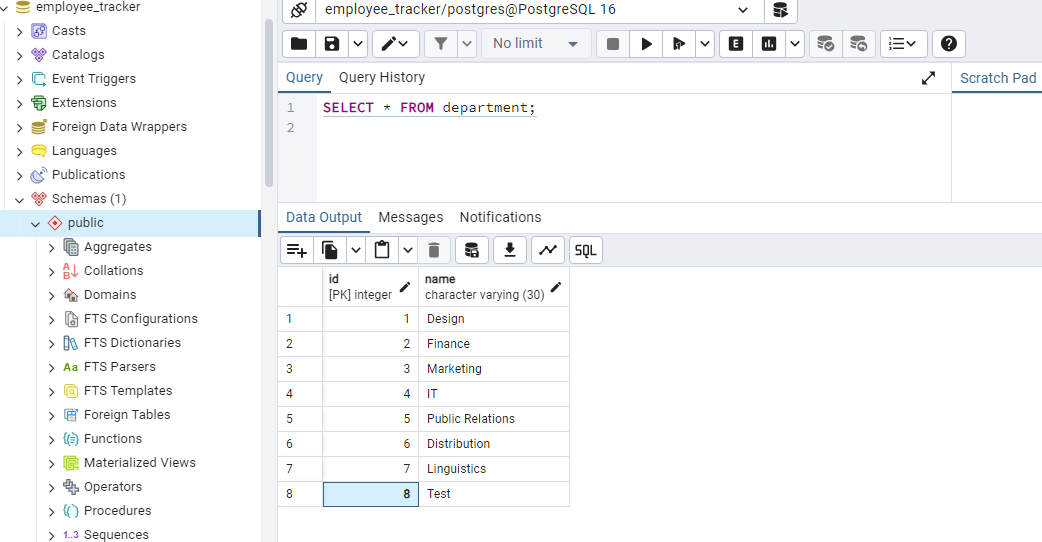 employee_tracker
Casts
Catalogs
Event Triggers
Extensions
Foreign Data Wrappers
Languages
Publications
Schemas (1)
public
Aggregates
Collations
Domains
FTS Configurations
FTS Dictionaries
Aa FTS Parsers
FTS Templates
Foreign Tables
Functions
Materialized Views
Operators
Procedures
1..3 Sequences
employee_tracker/postgres@PostgreSQL 16
No limit
E
Query Query History
Scratch Pad
1 SELECT * FROM department;
2
Data Output Messages Notifications
SQL
id name
[PK] integer character varying (30)
1 1 Design
2 2 Finance
3 3 Marketing
4 4 IT
5 5 Public Relations
6 6 Distribution
7 7 Linguistics
8 8 Test